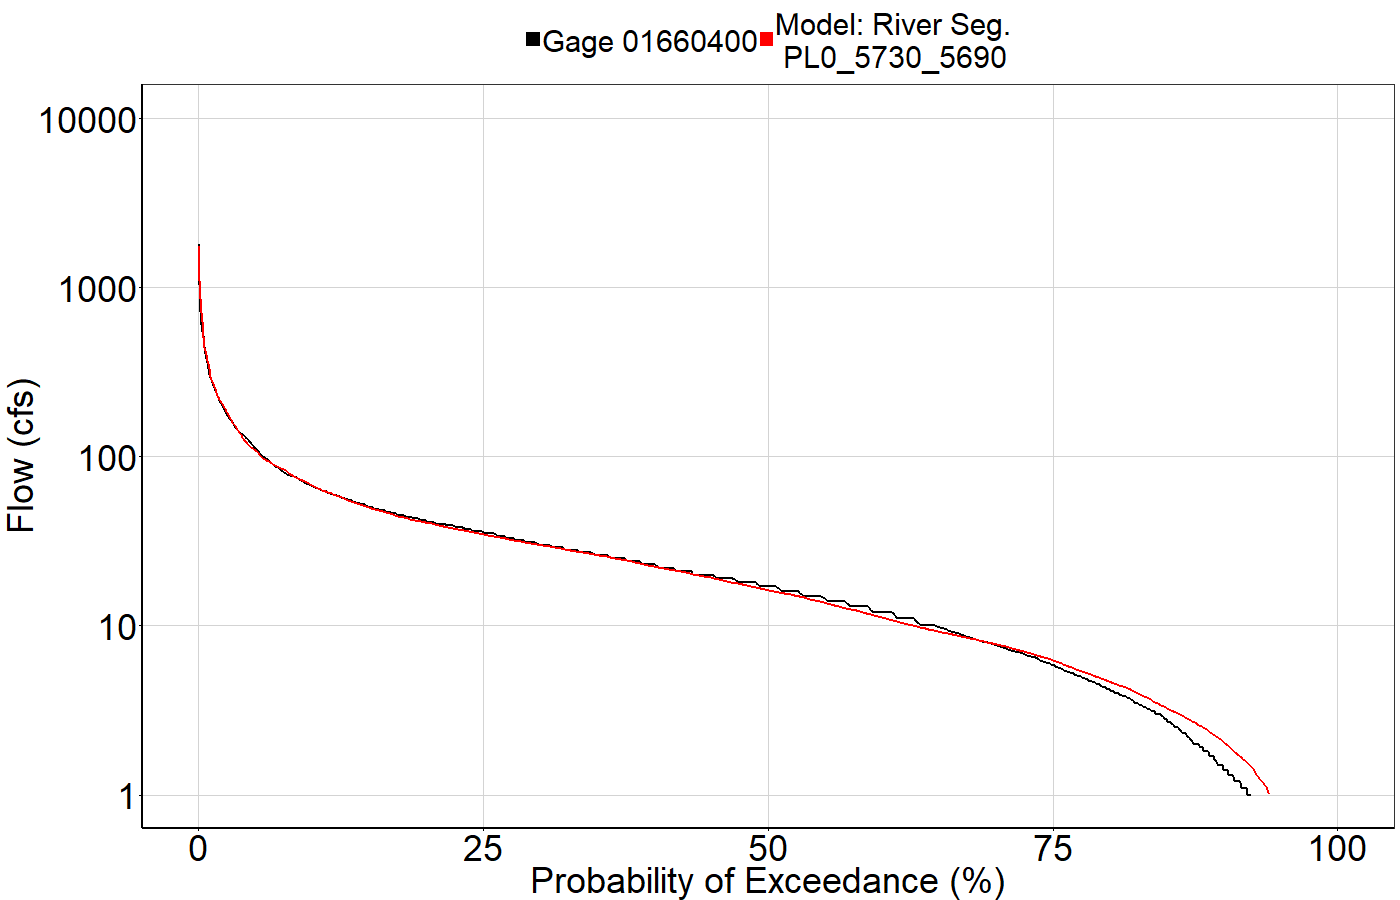 Gage 01660400
Model: River Seg.
PL0_5730_5690
Flow (cfs)
10000
1000
100
10
1
0 25 50 75 100
Probability of Exceedance (%)